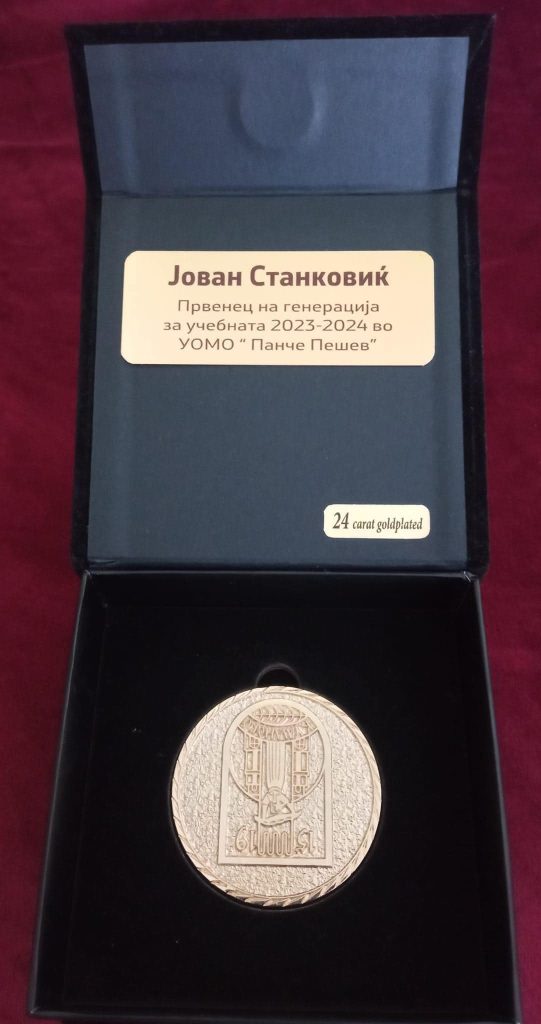 Јован Станковиќ
Првенец на генерација
за учебната 2023-2024 во
УОМО “ Панче Пешев”
24 carat goldplated